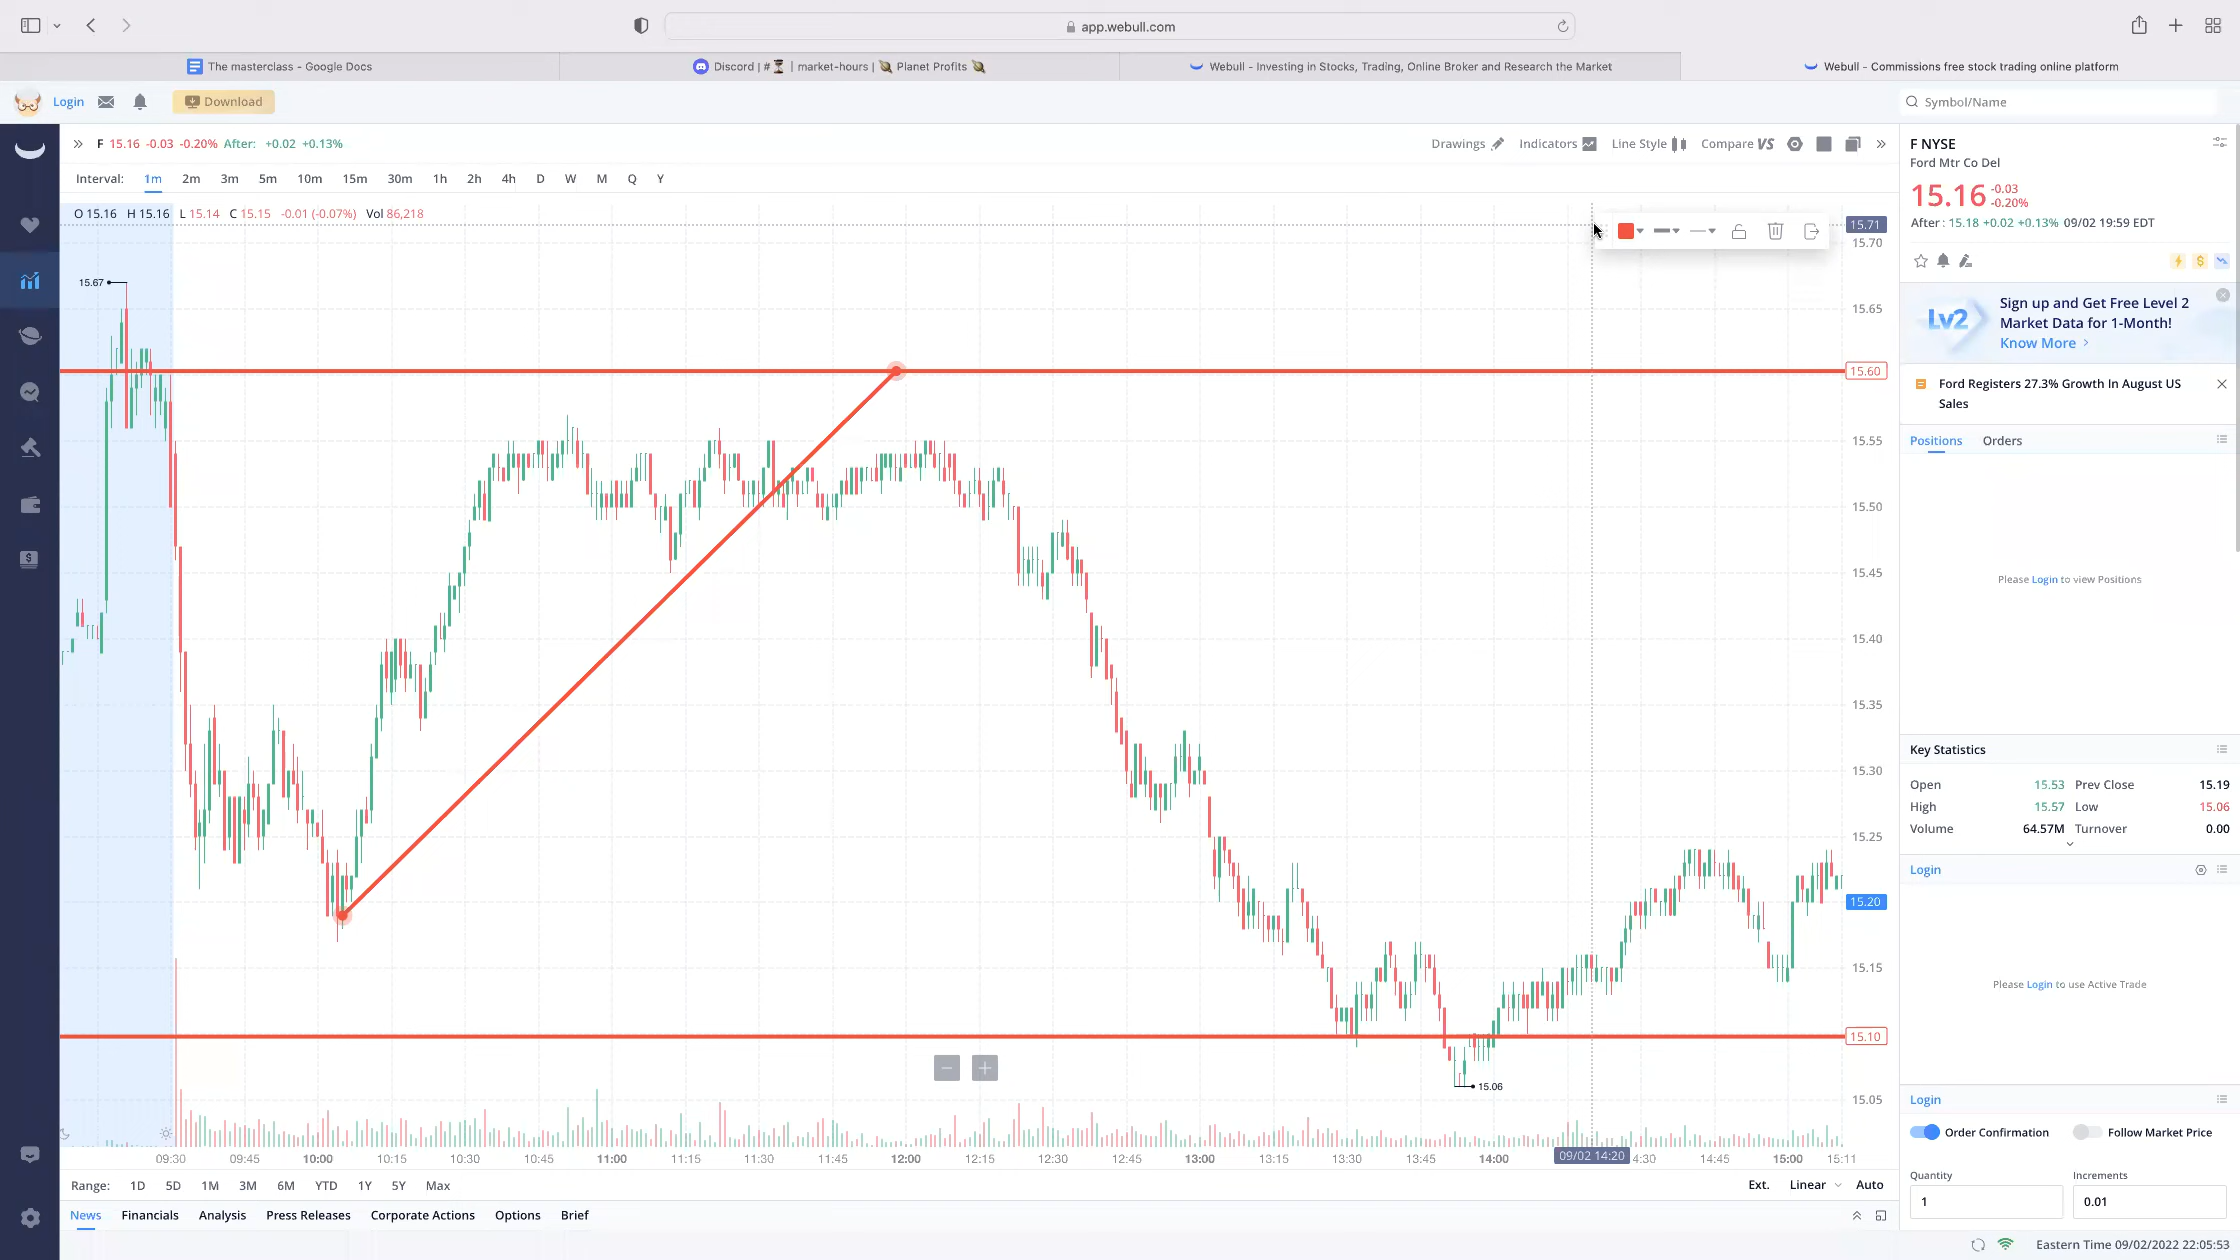 app.webull.com
The masterclass - Google Docs
Discord | #⏳ | market-hours | 🪐 Planet Profits 🪐
Webull - Investing in Stocks, Trading, Online Broker and Research the Market
Webull - Commissions free stock trading online platform
Login
Download
Symbol/Name
F 15.16 -0.03 -0.20% After: +0.02 +0.13%
Drawings
Indicators
Line Style
Compare VS
Interval: 1m 2m 3m 5m 10m 15m 30m 1h 2h 4h D W M Q Y
O 15.16 H 15.16 L 15.14 C 15.15 -0.01 (-0.07%) Vol 86,218
15.71
15.70
15.67
15.65
15.60
15.55
15.50
15.45
15.40
15.35
15.30
15.25
15.20
15.15
15.10
15.06
15.05
09:30 09:45 10:00 10:15 10:30 10:45 11:00 11:15 11:30 11:45 12:00 12:15 12:30 12:45 13:00 13:15 13:30 13:45 14:00 09/02 14:20 4:30 14:45 15:00 15:11
Range: 1D 5D 1M 3M 6M YTD 1Y 5Y Max
Ext. Linear Auto
News Financials Analysis Press Releases Corporate Actions Options Brief
F NYSE
Ford Mtr Co Del
15.16 -0.03
-0.20%
After : 15.18 +0.02 +0.13% 09/02 19:59 EDT
Lv2
Sign up and Get Free Level 2
Market Data for 1-Month!
Know More >
Ford Registers 27.3% Growth In August US
Sales
Positions Orders
Please Login to view Positions
Key Statistics
Open 15.53 Prev Close 15.19
High 15.57 Low 15.06
Volume 64.57M Turnover 0.00
Login
Please Login to use Active Trade
Login
Order Confirmation Follow Market Price
Quantity Increments
1 0.01
Eastern Time 09/02/2022 22:05:53